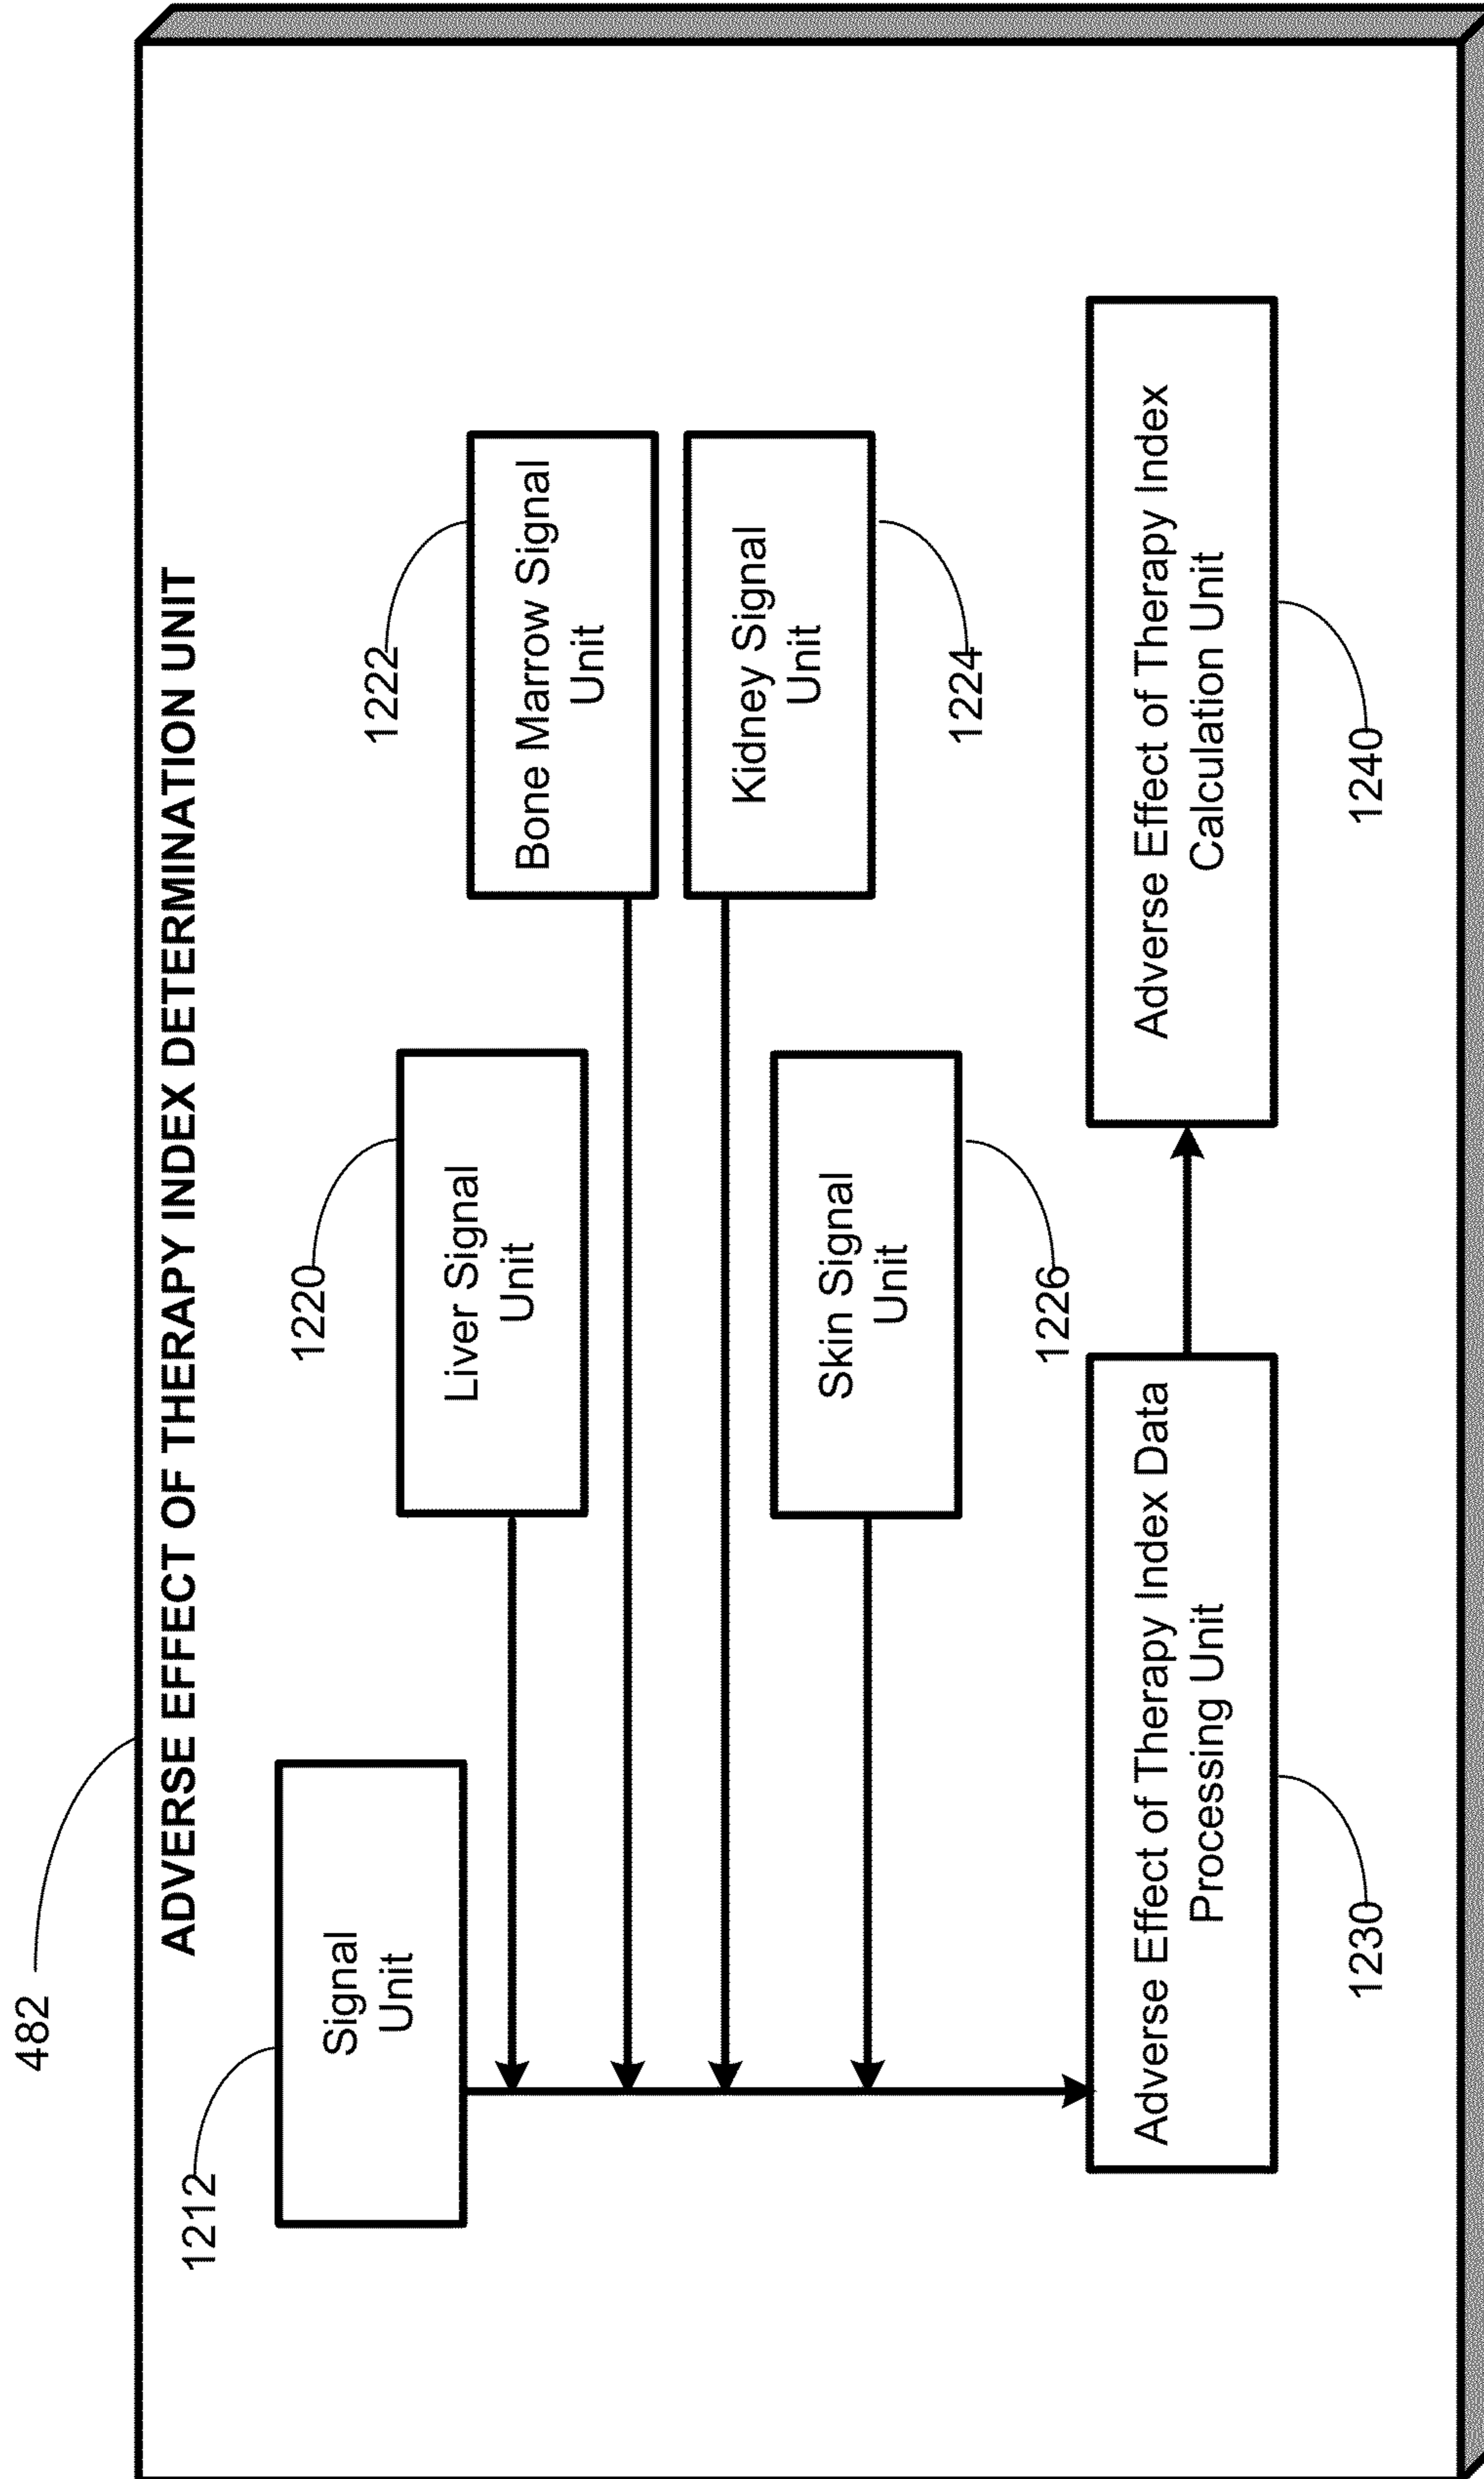 482
ADVERSE EFFECT OF THERAPY INDEX DETERMINATION UNIT
1212
Signal
Unit
1220
Liver Signal
Unit
1222
Bone Marrow Signal
Unit
Kidney Signal
Unit
1224
Skin Signal
Unit
1226
Adverse Effect of Therapy Index Data
Processing Unit
1230
Adverse Effect of Therapy Index
Calculation Unit
1240